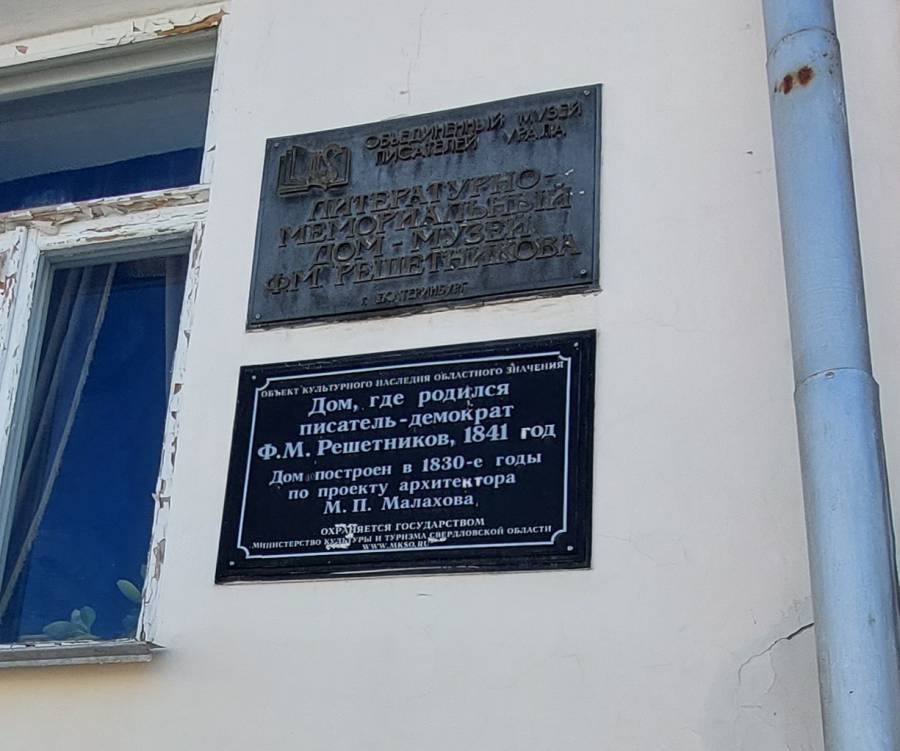 ОБЪЕДИНЕННЫЙ МУЗЕЙ
ПИСАТЕЛЕЙ УРАЛА
ЛИТЕРАТУРНО-
МЕМОРИАЛЬНЫЙ
ДОМ - МУЗЕЙ
Ф.М. РЕШЕТНИКОВА
г. ЕКАТЕРИНБУРГ
ОБЪЕКТ КУЛЬТУРНОГО НАСЛЕДИЯ ОБЛАСТНОГО ЗНАЧЕНИЯ
Дом, где родился
писатель-демократ
Ф.М. Решетников, 1841 год
Дом построен в 1830-е годы
по проекту архитектора
М. П. Малахова
ОХРАНЯЕТСЯ ГОСУДАРСТВОМ
МИНИСТЕРСТВО КУЛЬТУРЫ И ТУРИЗМА СВЕРДЛОВСКОЙ ОБЛАСТИ
WWW.MKSO.RU